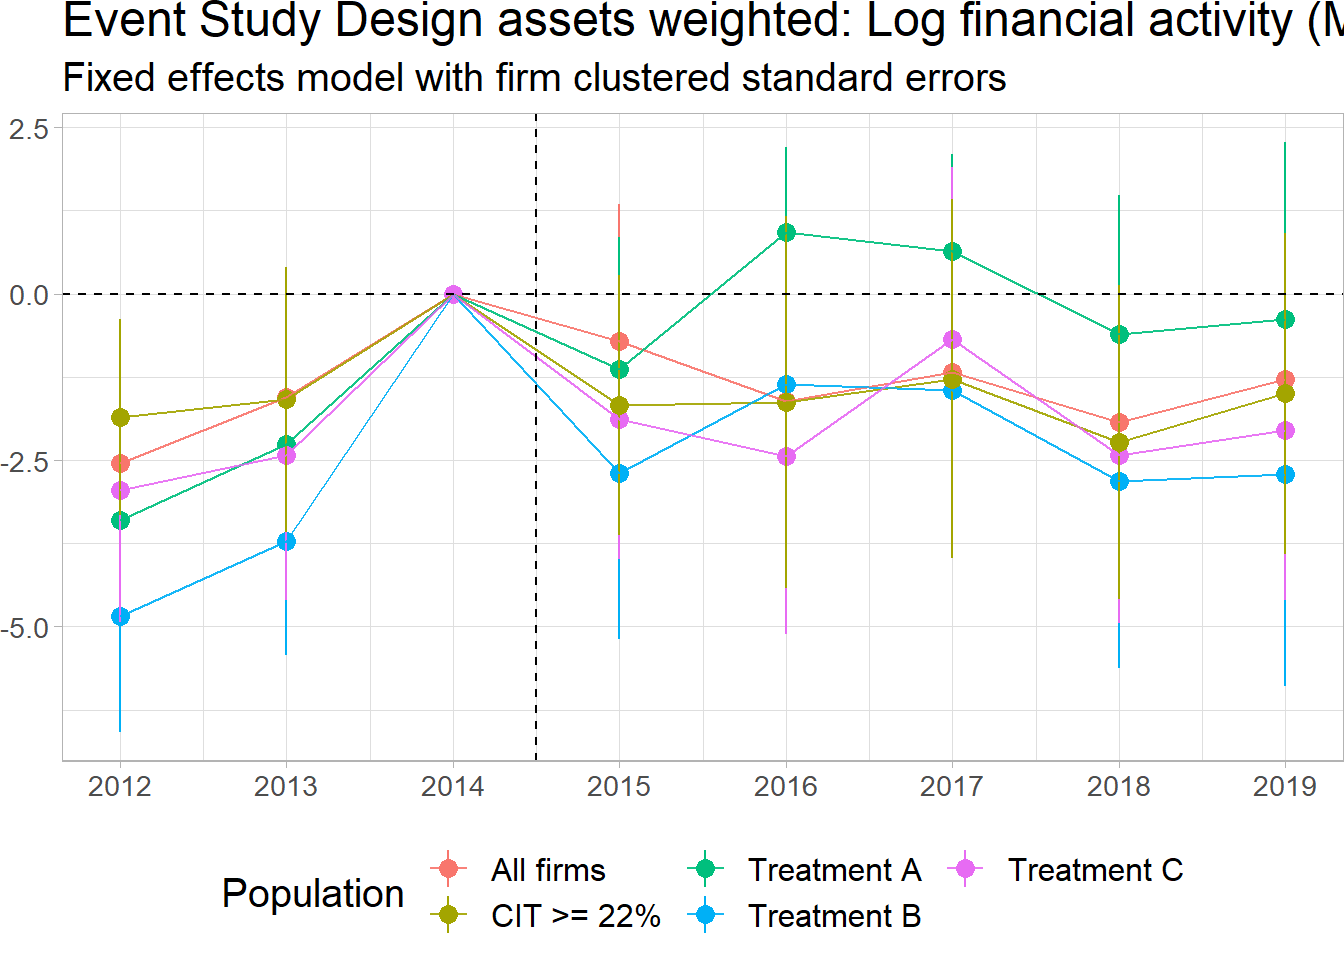 Event Study Design assets weighted: Log financial activity (M
Fixed effects model with firm clustered standard errors
2.5
0.0
-2.5
-5.0
2012 2013 2014 2015 2016 2017 2018 2019
Population
All firms Treatment A Treatment C
CIT >= 22% Treatment B